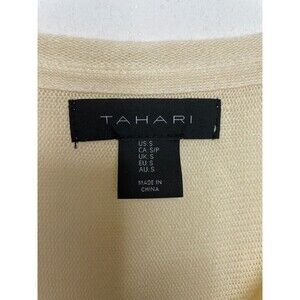 TAHARI
US: S
CA: S/P
UK: S
EU: S
AU: S
MADE IN
CHINA